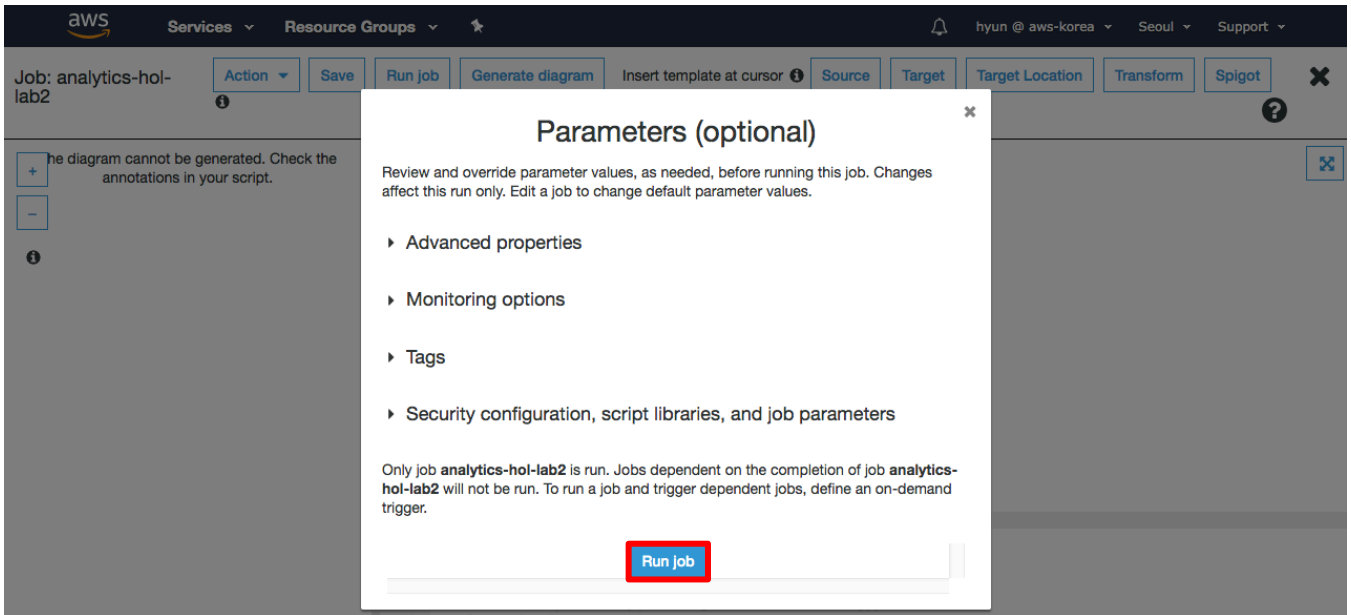 aws Services Resource Groups hyun @ aws-korea Seoul Support
Job: analytics-hol-
lab2
Action Save Run job Generate diagram Insert template at cursor Source Target Target Location Transform Spigot
he diagram cannot be generated. Check the
annotations in your script.
Parameters (optional)
Review and override parameter values, as needed, before running this job. Changes
affect this run only. Edit a job to change default parameter values.
Advanced properties
Monitoring options
Tags
Security configuration, script libraries, and job parameters
Only job analytics-hol-lab2 is run. Jobs dependent on the completion of job analytics-
hol-lab2 will not be run. To run a job and trigger dependent jobs, define an on-demand
trigger.
Run job